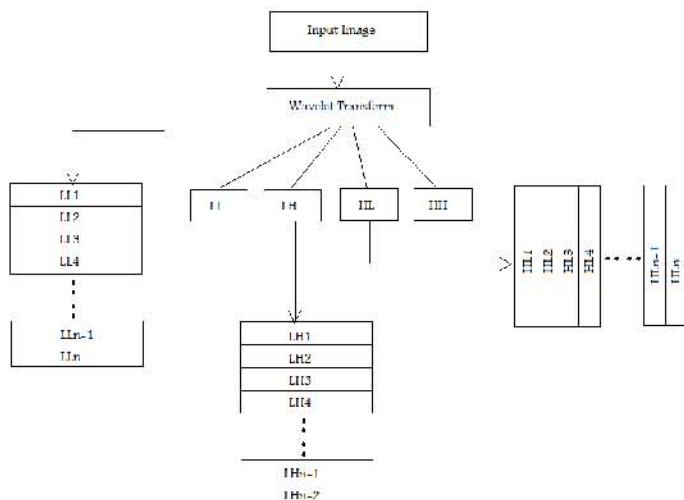 Input Image
Wavelet Transform
LL
LH
HL
HH
LL1
LL2
LL3
LL4
LLn-1
LLn
LH1
LH2
LH3
LH4
LHn-1
LHn-2
HL1
HL2
HL3
HL4
HLn-1
HLn